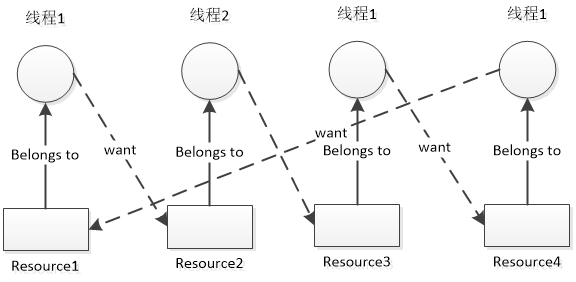 线程1
线程2
线程1
线程1
Belongs to
want
Belongs to
want
Belongs to
want
Belongs to
Resource1
Resource2
Resource3
Resource4